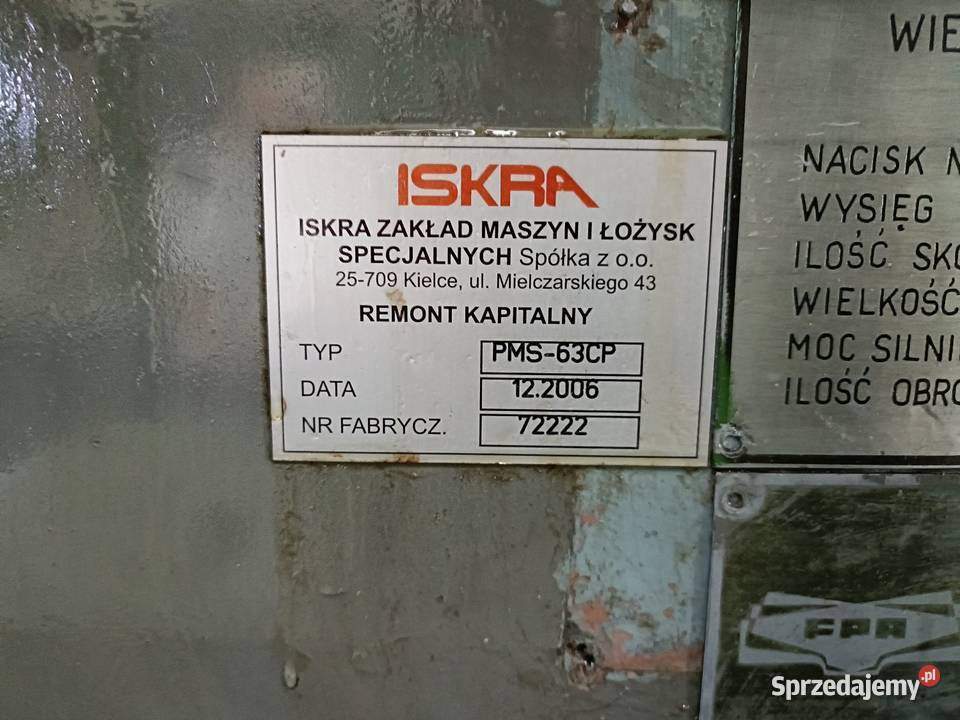 ISKRA
ISKRA ZAKŁAD MASZYN I ŁOŻYSK
SPECJALNYCH Spółka z o.o.
25-709 Kielce, ul. Mielczarskiego 43
REMONT KAPITALNY
TYP PMS-63CP
DATA 12.2006
NR FABRYCZ. 72222
WIE
NACISK N
WYSIĘG
ILOŚĆ SKO
WIELKOŚĆ
MOC SILNI
ILOŚĆ OBRO
FPA
Sprzedajemy.pl